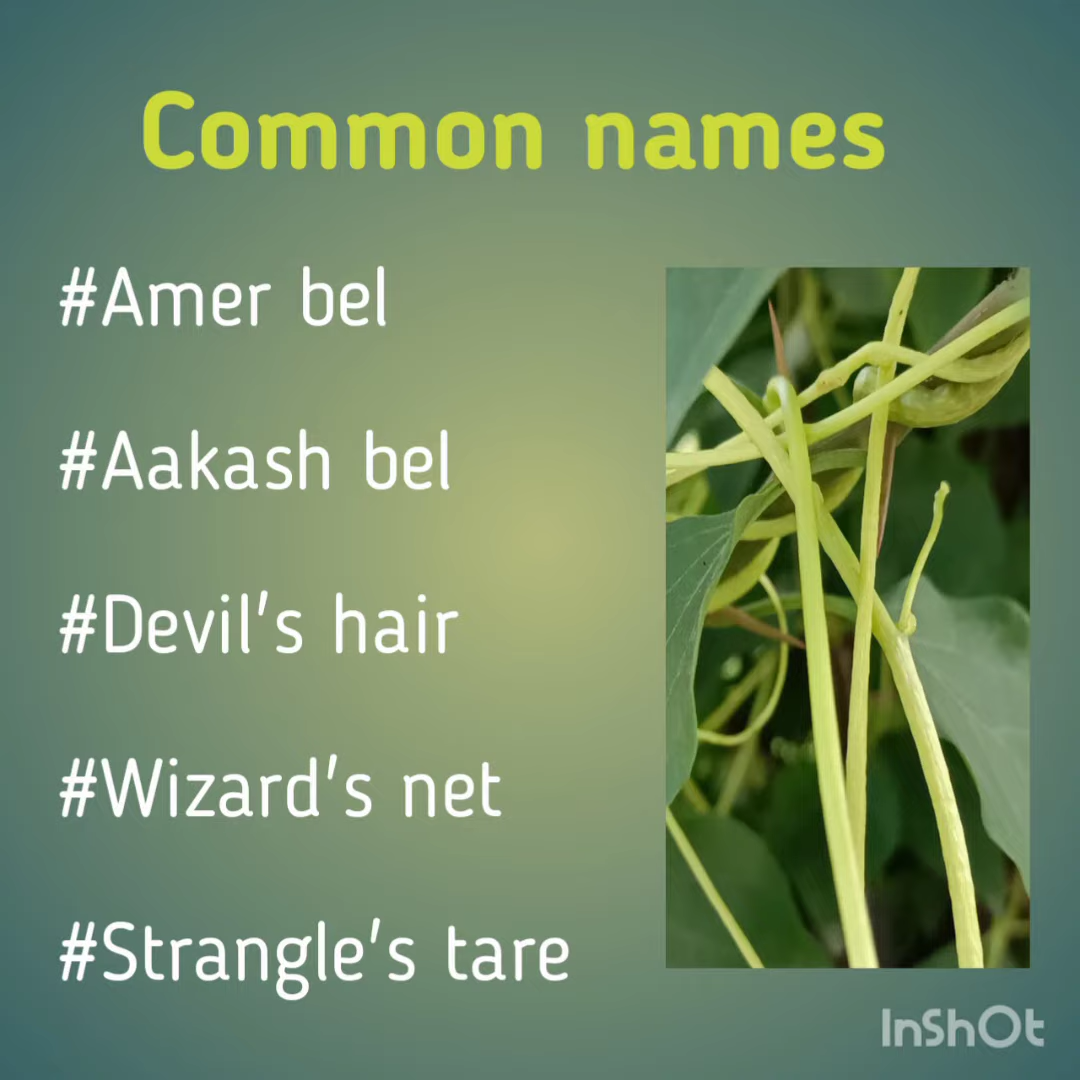 Common names
#Amer bel
#Aakash bel
#Devil's hair
#Wizard's net
#Strangle's tare
InShOt